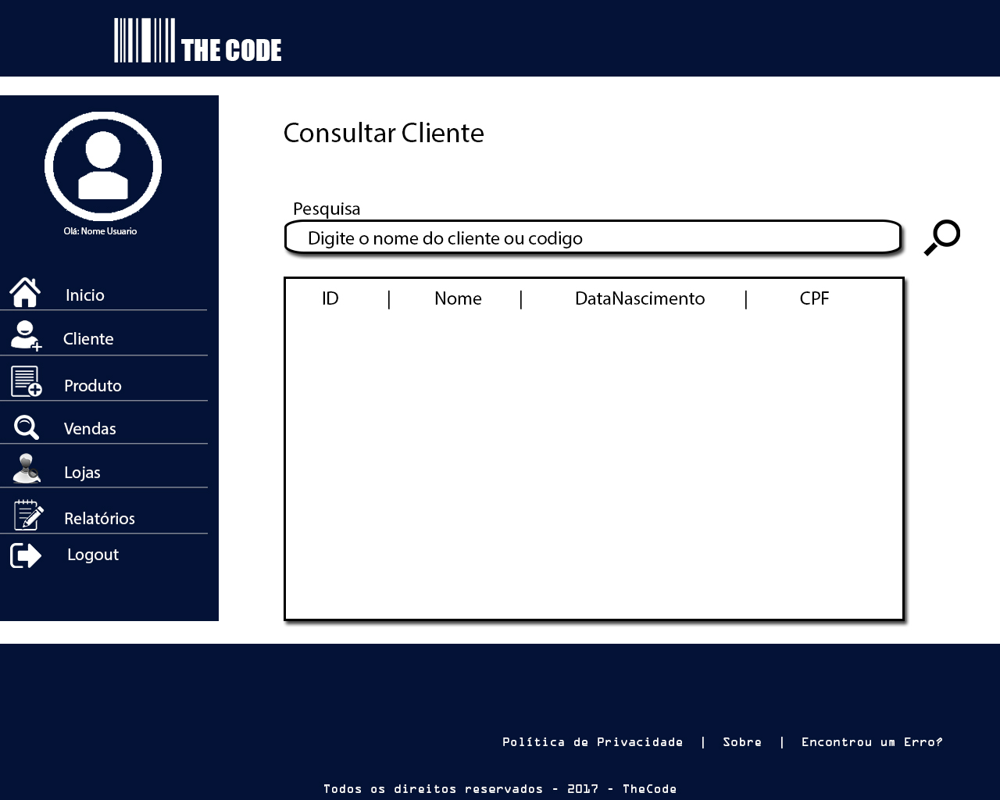 THE CODE
Olá: Nome Usuario
Inicio
Cliente
Produto
Vendas
Lojas
Relatórios
Logout
Consultar Cliente
Pesquisa
Digite o nome do cliente ou codigo
ID | Nome | DataNascimento | CPF
Política de Privacidade | Sobre | Encontrou um Erro?
Todos os direitos reservados - 2017 - TheCode